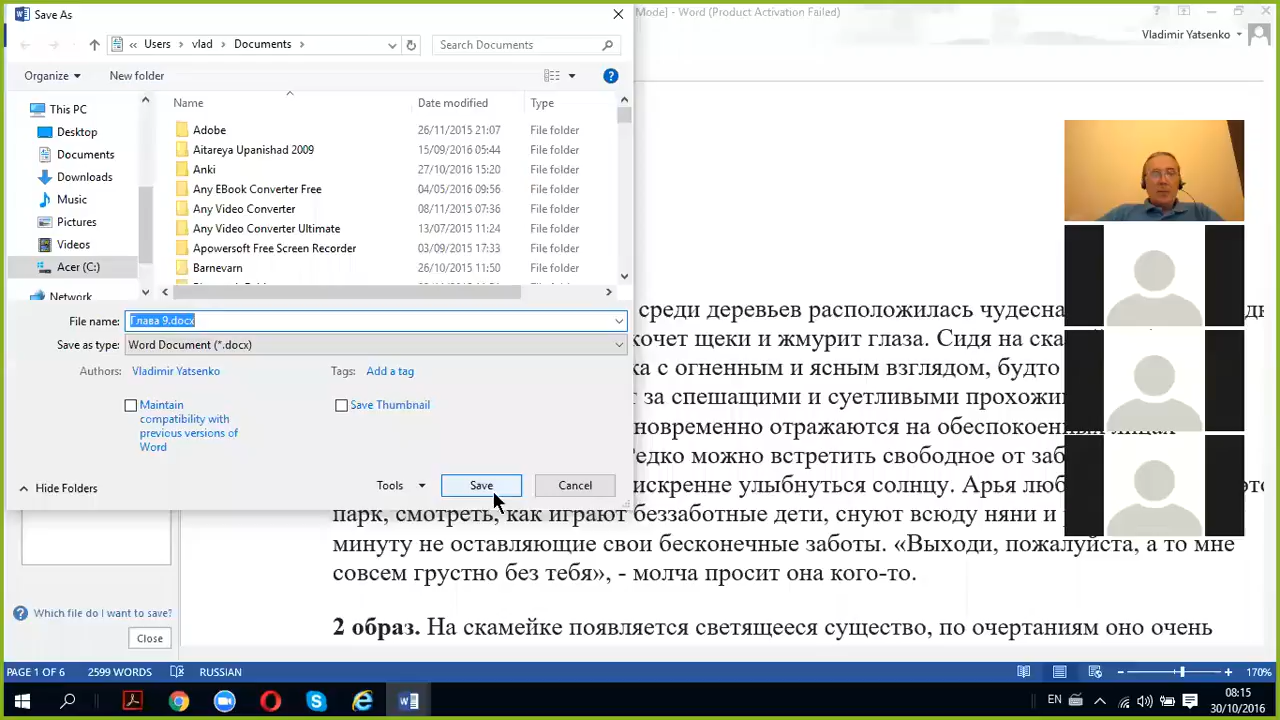 Save As
Mode] - Word (Product Activation Failed)
Vladimir Yatsenko
« Users › vlad › Documents ›
Search Documents
Organize
New folder
This PC
Desktop
Documents
Downloads
Music
Pictures
Videos
Acer (C:)
Network
Name Date modified Type
Adobe 26/11/2015 21:07 File folder
Aitareya Upanishad 2009 15/09/2016 05:44 File folder
Anki 27/10/2016 15:20 File folder
Any EBook Converter Free 04/05/2016 09:56 File folder
Any Video Converter 08/11/2015 07:36 File folder
Any Video Converter Ultimate 13/07/2015 11:24 File folder
Apowersoft Free Screen Recorder 03/09/2015 17:33 File folder
Barnevarn 26/10/2015 11:50 File folder
File name: Глава 9.docx
Save as type: Word Document (*.docx)
Authors: Vladimir Yatsenko
Tags: Add a tag
Maintain
compatibility with
previous versions of
Word
Save Thumbnail
Hide Folders
Tools
Save
Cancel
среди деревьев расположилась чудесна
очет щеки и жмурит глаза. Сидя на ска
а с огненным и ясным взглядом, будто
за спешащими и суетливыми прохожи
новременно отражаются на обеспокоенных лицах
едко можно встретить свободное от заб
искренне улыбнуться солнцу. Арья люб
парк, смотреть, как играют беззаботные дети, снуют всюду няни и
минуту не оставляющие свои бесконечные заботы. «Выходи, пожалуйста, а то мне
совсем грустно без тебя», - молча просит она кого-то.
2 образ. На скамейке появляется светящееся существо, по очертаниям оно очень
Which file do I want to save?
Close
PAGE 1 OF 6 2599 WORDS RUSSIAN
170%
EN
08:15
30/10/2016